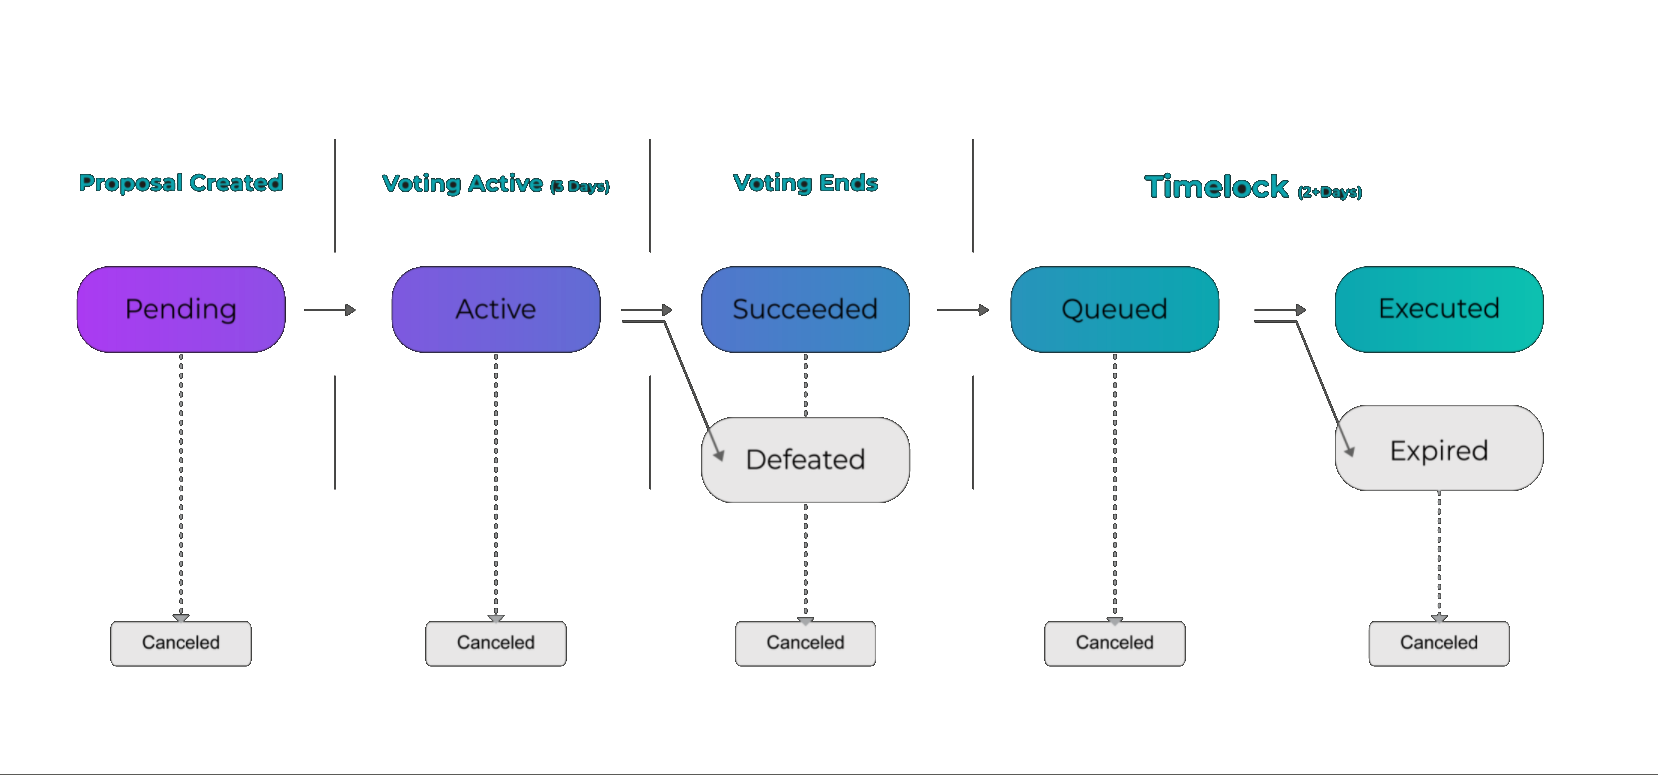 Proposal Created
Voting Active (3 Days)
Voting Ends
Timelock (2+Days)
Pending
Active
Succeeded
Queued
Executed
Defeated
Expired
Canceled
Canceled
Canceled
Canceled
Canceled